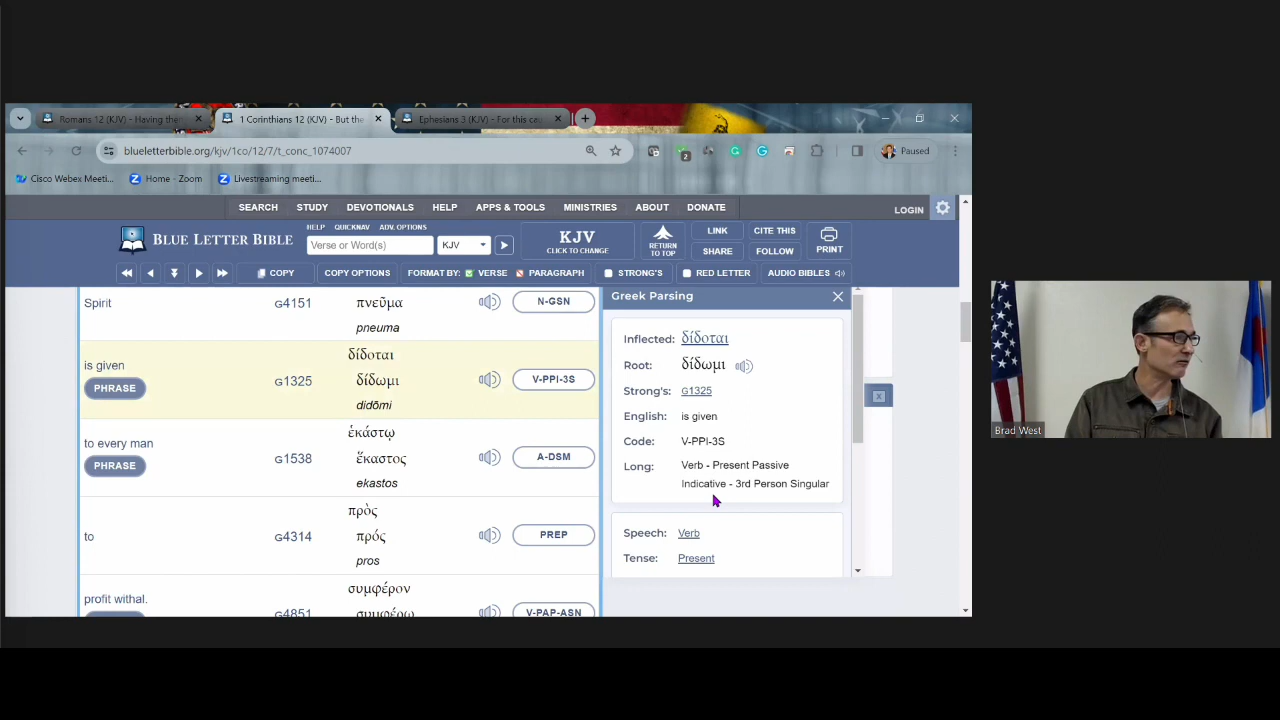 Romans 12 (KJV) - Having the
1 Corinthians 12 (KJV) - But the
Ephesians 3 (KJV) - For this ca
blueletterbible.org/kjv/1co/12/7/t_conc_1074007
2
Paused
Cisco Webex Meeti...
Home - Zoom
Livestreaming meeti...
SEARCH STUDY DEVOTIONALS HELP APPS & TOOLS MINISTRIES ABOUT DONATE
LOGIN
BLUE LETTER BIBLE
HELP QUICKNAV ADV. OPTIONS
Verse or Word(s)
KJV
KJV
CLICK TO CHANGE
RETURN
TO TOP
LINK
SHARE
CITE THIS
FOLLOW
PRINT
COPY
COPY OPTIONS
FORMAT BY: VERSE PARAGRAPH
STRONG'S
RED LETTER
AUDIO BIBLES
Spirit G4151 πνεῦμα N-GSN
pneuma
δίδοται
is given
PHRASE G1325 δίδωμι V-PPI-3S
didōmi
ἑκάστῳ
to every man
PHRASE G1538 ἕκαστος A-DSM
ekastos
πρὸς
to G4314 πρός PREP
pros
συμφέρον
profit withal.
G4851 συμφέρω V-PAP-ASN
Greek Parsing
Inflected: δίδοται
Root: δίδωμι
Strong's: G1325
English: is given
Code: V-PPI-3S
Long: Verb - Present Passive
Indicative - 3rd Person Singular
Speech: Verb
Tense: Present
x
Brad West